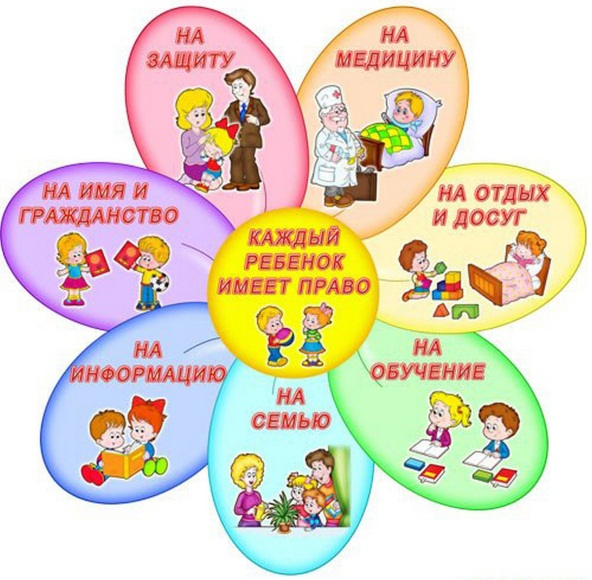 КАЖДЫЙ
РЕБЕНОК
ИМЕЕТ ПРАВО
НА
ЗАЩИТУ
НА
МЕДИЦИНУ
НА ОТДЫХ
И ДОСУГ
НА
ОБУЧЕНИЕ
НА
СЕМЬЮ
НА
ИНФОРМАЦИЮ
НА ИМЯ И
ГРАЖДАНСТВО